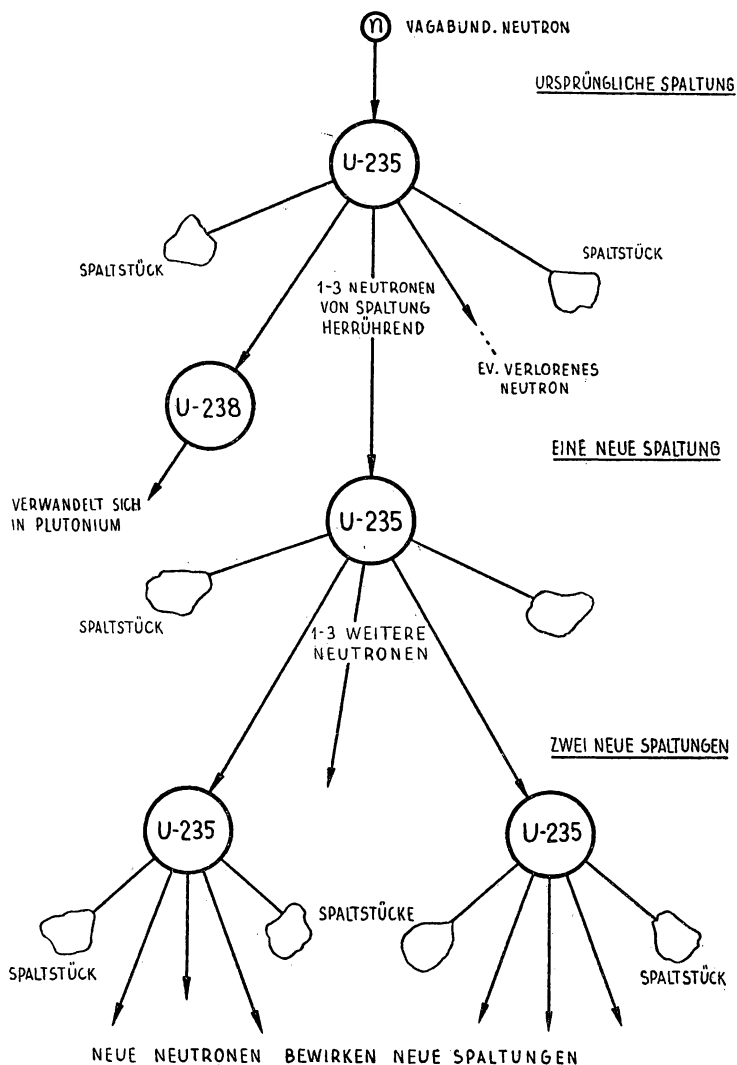 n VAGABUND. NEUTRON
URSPRÜNGLICHE SPALTUNG
U-235
SPALTSTÜCK
SPALTSTÜCK
1-3 NEUTRONEN
VON SPALTUNG
HERRÜHREND
EV. VERLORENES
NEUTRON
U-238
EINE NEUE SPALTUNG
VERWANDELT SICH
IN PLUTONIUM
U-235
SPALTSTÜCK
1-3 WEITERE
NEUTRONEN
ZWEI NEUE SPALTUNGEN
U-235
U-235
SPALTSTÜCKE
SPALTSTÜCK
SPALTSTÜCK
NEUE NEUTRONEN BEWIRKEN NEUE SPALTUNGEN